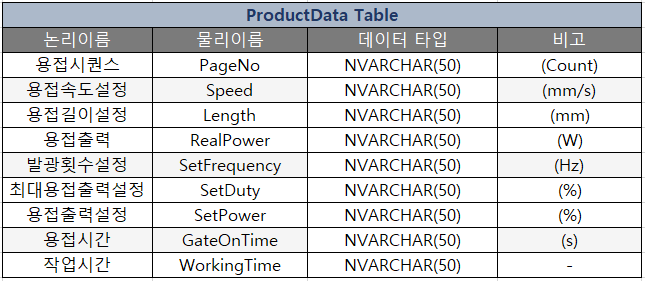 ProductData Table
논리이름 물리이름 데이터 타입 비고
용접시퀀스 PageNo NVARCHAR(50) (Count)
용접속도설정 Speed NVARCHAR(50) (mm/s)
용접길이설정 Length NVARCHAR(50) (mm)
용접출력 RealPower NVARCHAR(50) (W)
발광횟수설정 SetFrequency NVARCHAR(50) (Hz)
최대용접출력설정 SetDuty NVARCHAR(50) (%)
용접출력설정 SetPower NVARCHAR(50) (%)
용접시간 GateOnTime NVARCHAR(50) (s)
작업시간 WorkingTime NVARCHAR(50) -